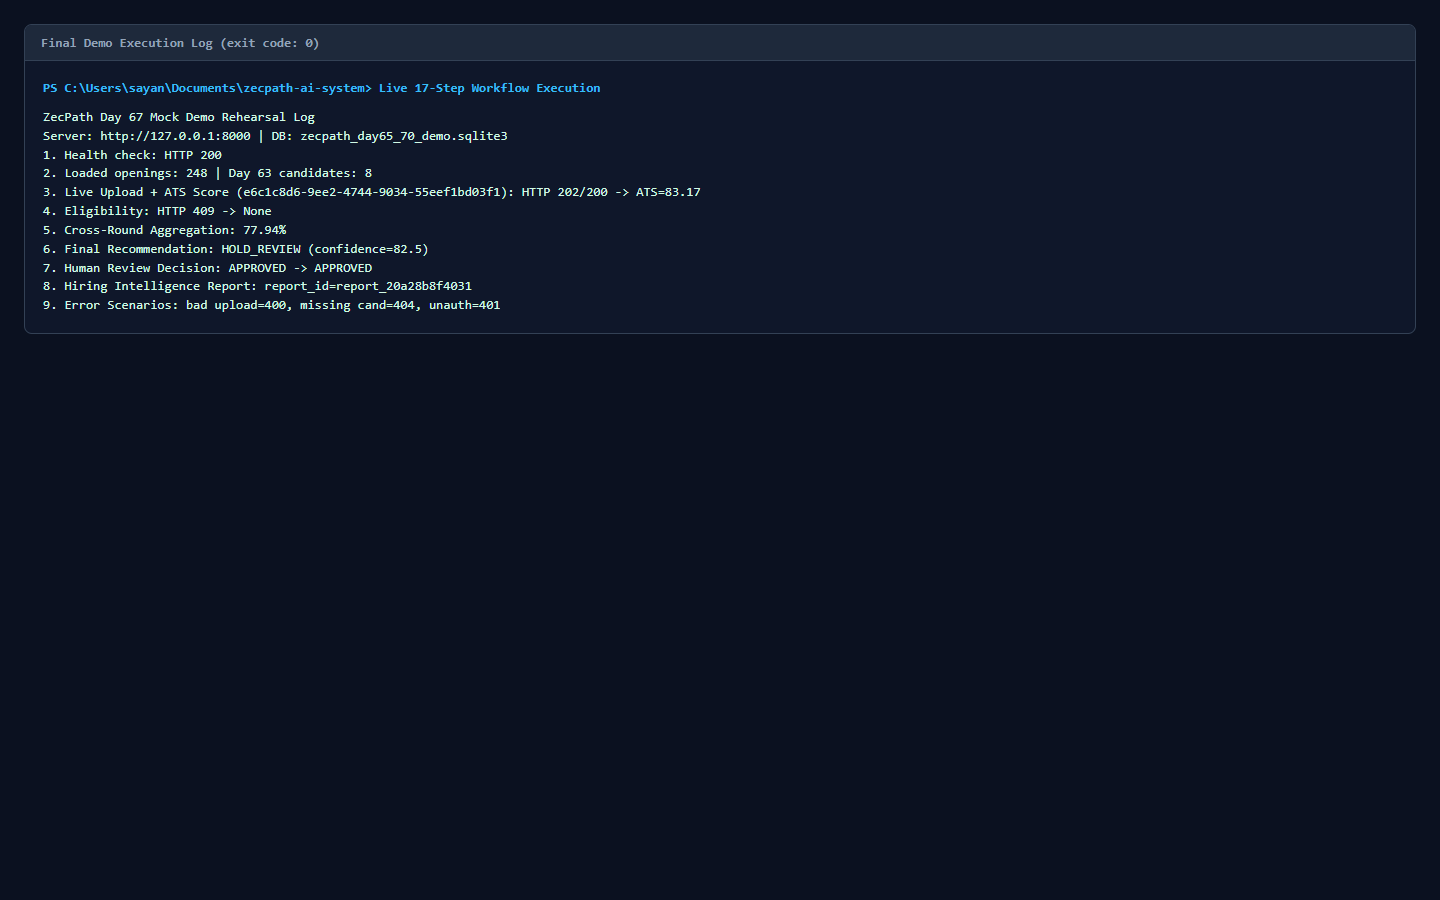 Final Demo Execution Log (exit code: 0)
PS C:\Users\sayan\Documents\zecpath-ai-system> Live 17-Step Workflow Execution
ZecPath Day 67 Mock Demo Rehearsal Log
Server: http://127.0.0.1:8000 | DB: zecpath_day65_70_demo.sqlite3
1. Health check: HTTP 200
2. Loaded openings: 248 | Day 63 candidates: 8
3. Live Upload + ATS Score (e6c1c8d6-9ee2-4744-9034-55eef1bd03f1): HTTP 202/200 -> ATS=83.17
4. Eligibility: HTTP 409 -> None
5. Cross-Round Aggregation: 77.94%
6. Final Recommendation: HOLD_REVIEW (confidence=82.5)
7. Human Review Decision: APPROVED -> APPROVED
8. Hiring Intelligence Report: report_id=report_20a28b8f4031
9. Error Scenarios: bad upload=400, missing cand=404, unauth=401